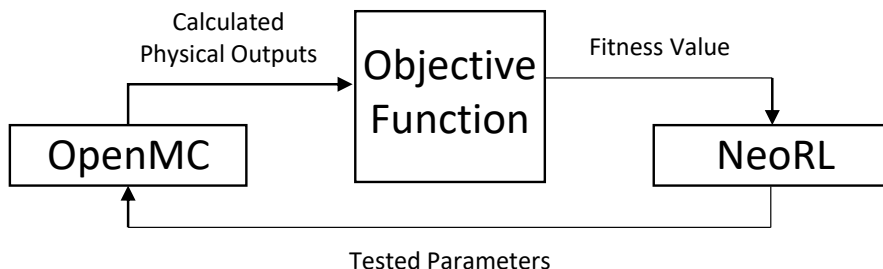 Calculated
Physical Outputs
Objective
Function
Fitness Value
OpenMC
NeoRL
Tested Parameters